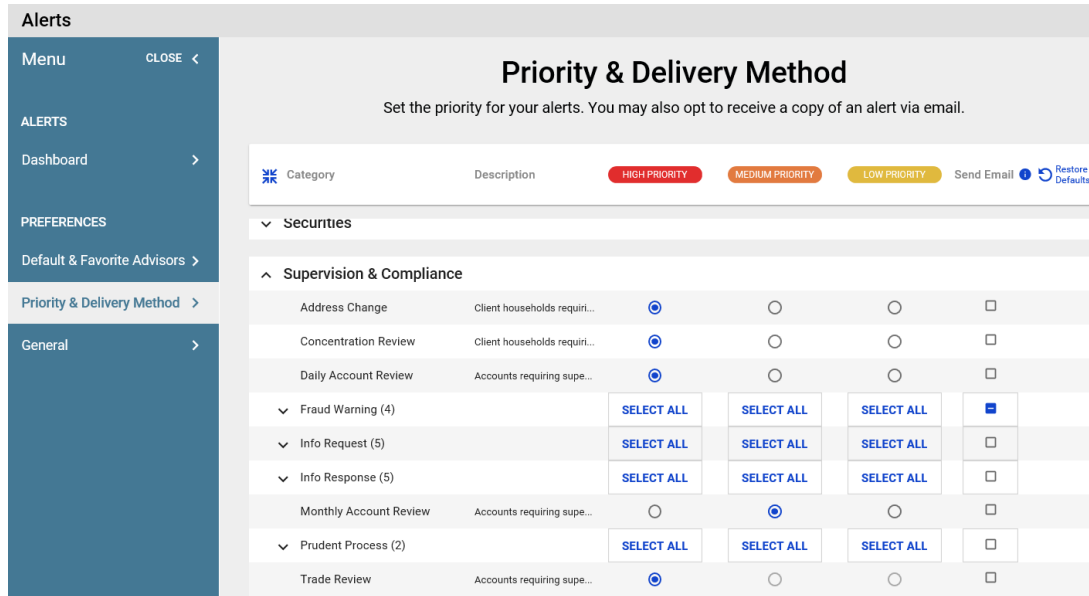 Alerts
Menu CLOSE
ALERTS
Dashboard
PREFERENCES
Default & Favorite Advisors
Priority & Delivery Method
General
Priority & Delivery Method
Set the priority for your alerts. You may also opt to receive a copy of an alert via email.
Category Description HIGH PRIORITY MEDIUM PRIORITY LOW PRIORITY Send Email Restore Defaults
Securities
Supervision & Compliance
Address Change Client households requiri...
Concentration Review Client households requiri...
Daily Account Review Accounts requiring supe...
Fraud Warning (4) SELECT ALL SELECT ALL SELECT ALL
Info Request (5) SELECT ALL SELECT ALL SELECT ALL
Info Response (5) SELECT ALL SELECT ALL SELECT ALL
Monthly Account Review Accounts requiring supe...
Prudent Process (2) SELECT ALL SELECT ALL SELECT ALL
Trade Review Accounts requiring supe...